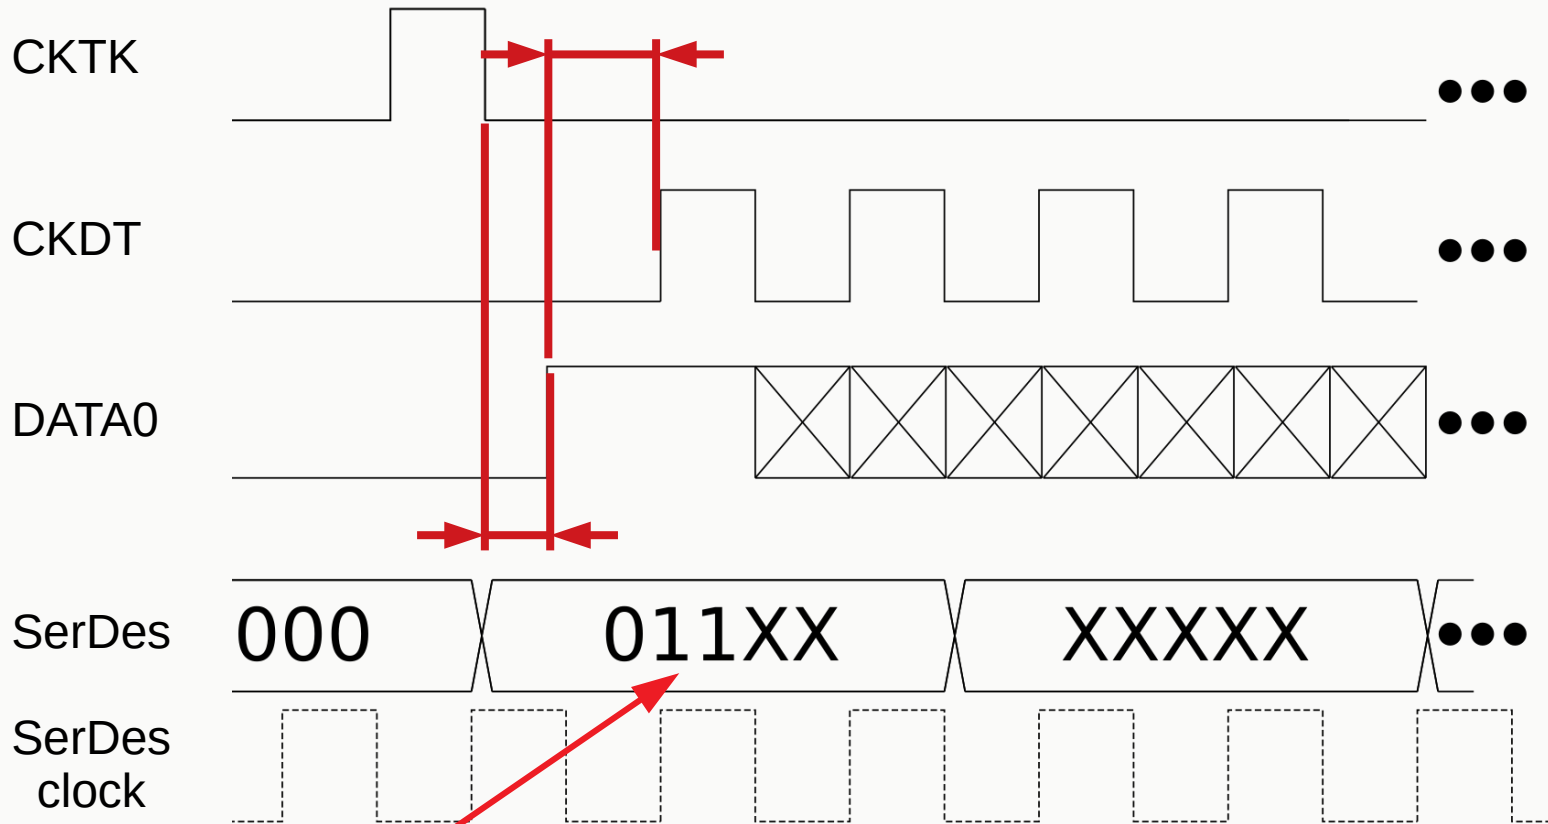 CKTK
CKDT
DATA0
SerDes
000
011XX
XXXXX
SerDes
clock